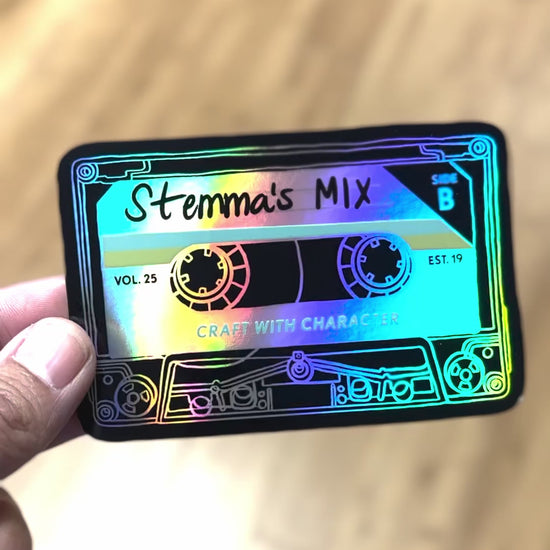 Stemma's MIX
SIDE
B
VOL. 25
EST. 19
CRAFT WITH CHARACTER